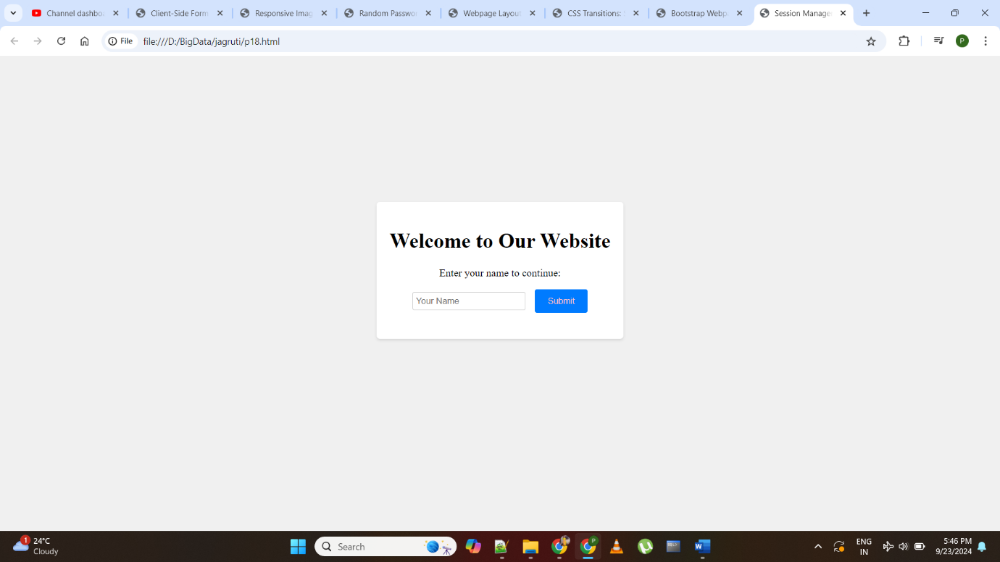 Channel dashboa
Client-Side Form
Responsive Imag
Random Passwor
Webpage Layout
CSS Transitions: S
Bootstrap Webp
Session Manage
File
file:///D:/BigData/jagruti/p18.html
P
Welcome to Our Website
Enter your name to continue:
Your Name
Submit
1
24°C
Cloudy
Search
P
ENG
IN
5:46 PM
9/23/2024